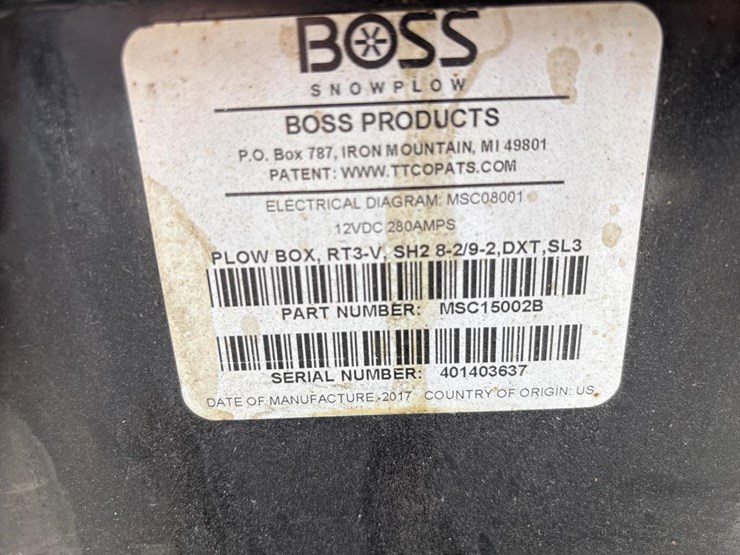 BOSS
SNOWPLOW
BOSS PRODUCTS
P.O. Box 787, IRON MOUNTAIN, MI 49801
PATENT: WWW.TTCOPATS.COM
ELECTRICAL DIAGRAM: MSC08001
12VDC 280AMPS
PLOW BOX, RT3-V, SH2 8-2/9-2,DXT,SL3
PART NUMBER: MSC15002B
SERIAL NUMBER: 401403637
DATE OF MANUFACTURE:-2017 COUNTRY OF ORIGIN: US